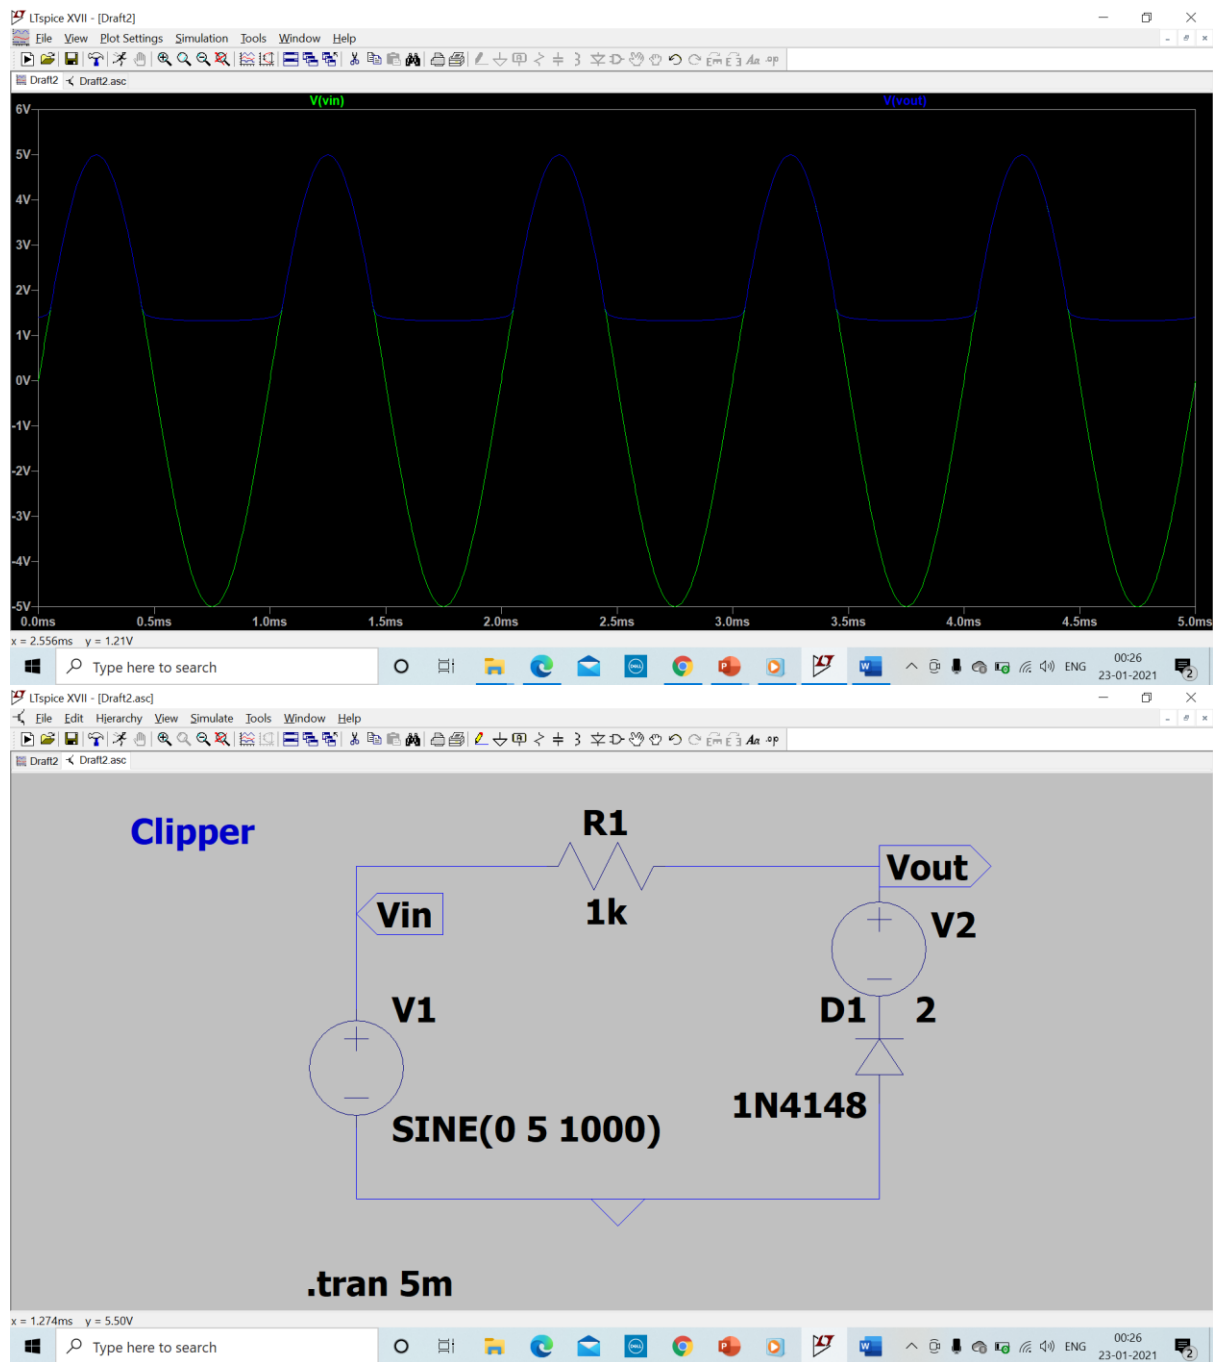 LTspice XVII - [Draft2]
File View Plot Settings Simulation Tools Window Help
Draft2 Draft2.asc
V(vin) V(vout)
6V
5V
4V
3V
2V
1V
0V
-1V
-2V
-3V
-4V
-5V
0.0ms 0.5ms 1.0ms 1.5ms 2.0ms 2.5ms 3.0ms 3.5ms 4.0ms 4.5ms 5.0ms
x = 2.556ms y = 1.21V
Type here to search
ENG
00:26
23-01-2021
2
LTspice XVII - [Draft2.asc]
File Edit Hierarchy View Simulate Tools Window Help
Draft2 Draft2.asc
Clipper
R1
Vout
Vin
1k
V2
V1
D1 2
1N4148
SINE(0 5 1000)
.tran 5m
x = 1.274ms y = 5.50V
Type here to search
ENG
00:26
23-01-2021
2